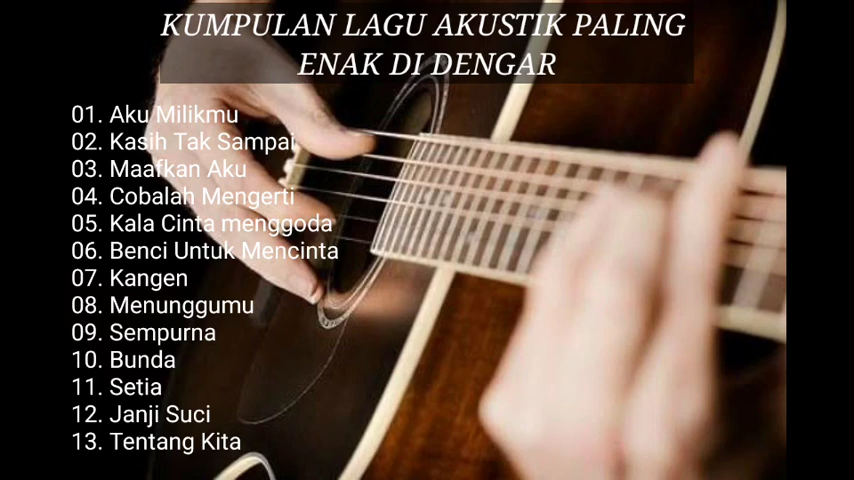 KUMPULAN LAGU AKUSTIK PALING
ENAK DI DENGAR
01. Aku Milikmu
02. Kasih Tak Sampai
03. Maafkan Aku
04. Cobalah Mengerti
05. Kala Cinta menggoda
06. Benci Untuk Mencinta
07. Kangen
08. Menunggumu
09. Sempurna
10. Bunda
11. Setia
12. Janji Suci
13. Tentang Kita